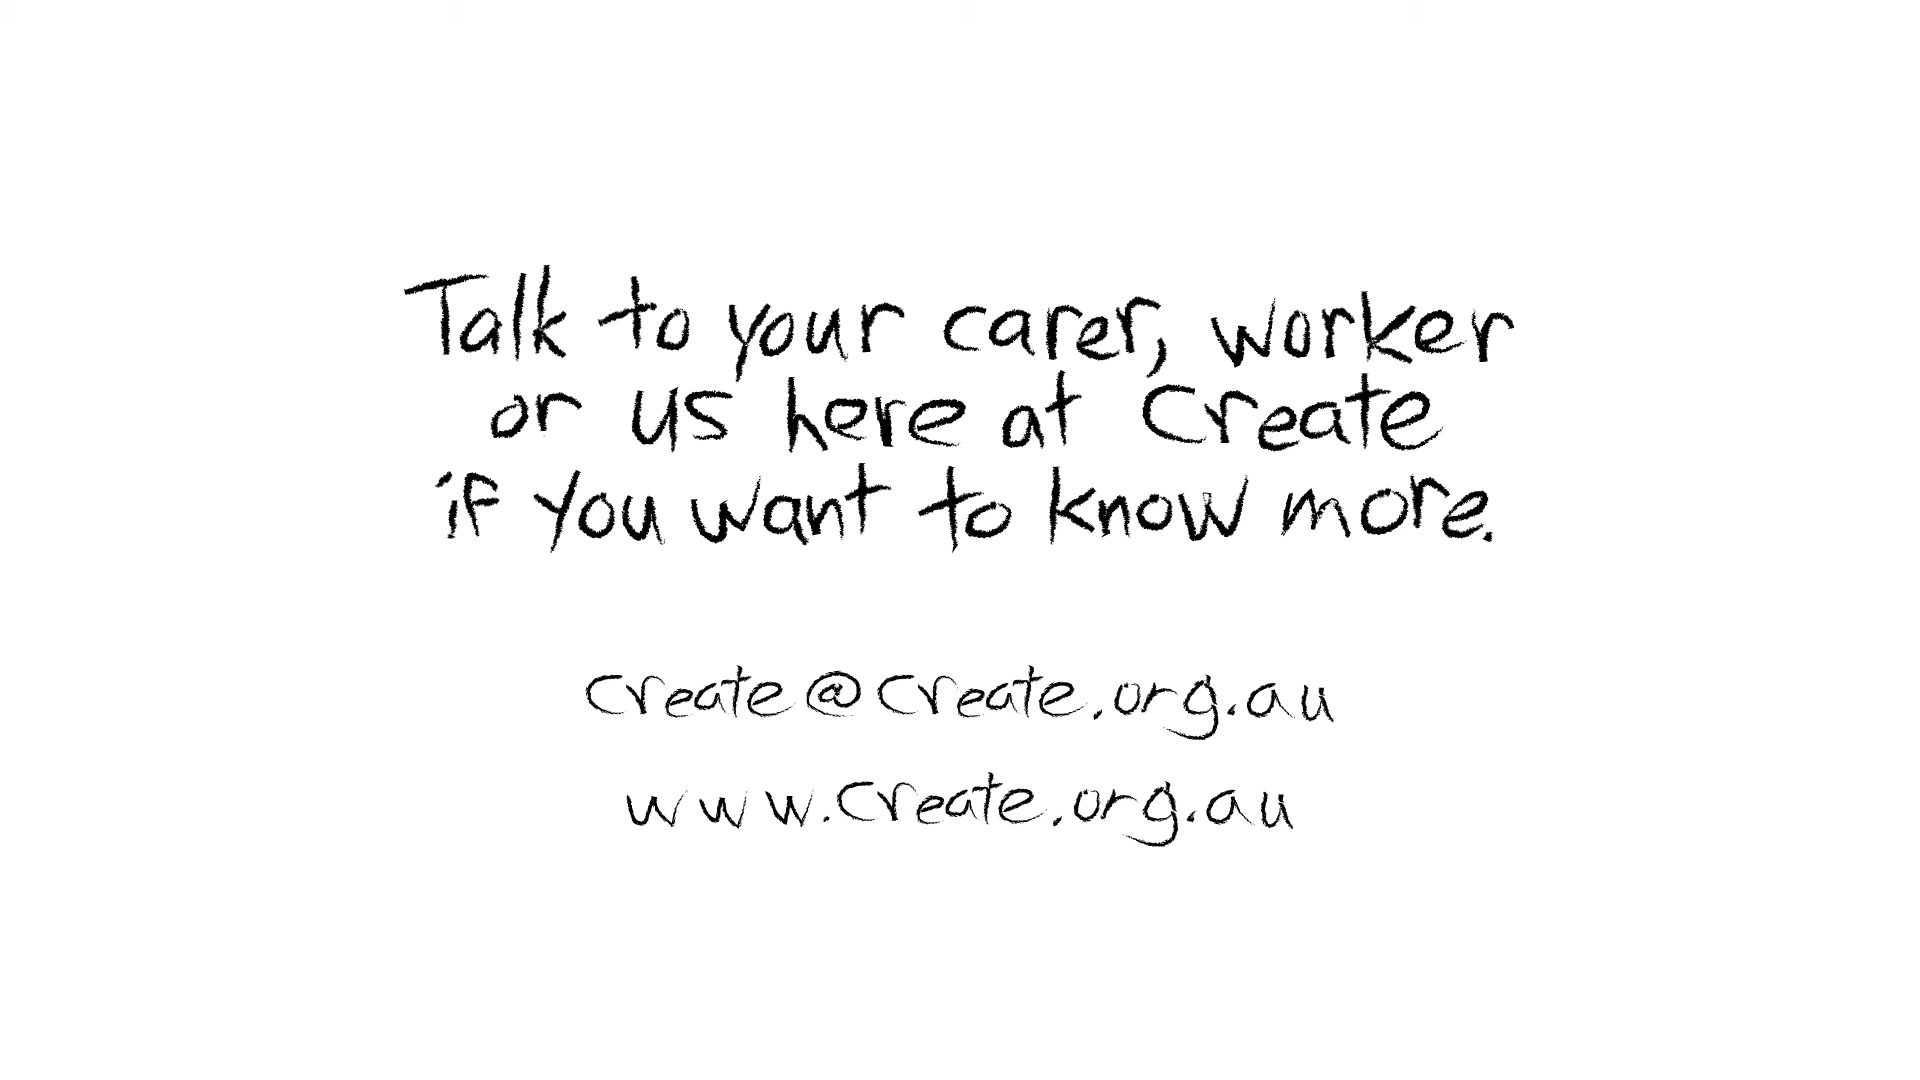 Talk to your carer, worker
or us here at Create
if you want to know more.
create@create.org.au
www.create.org.au